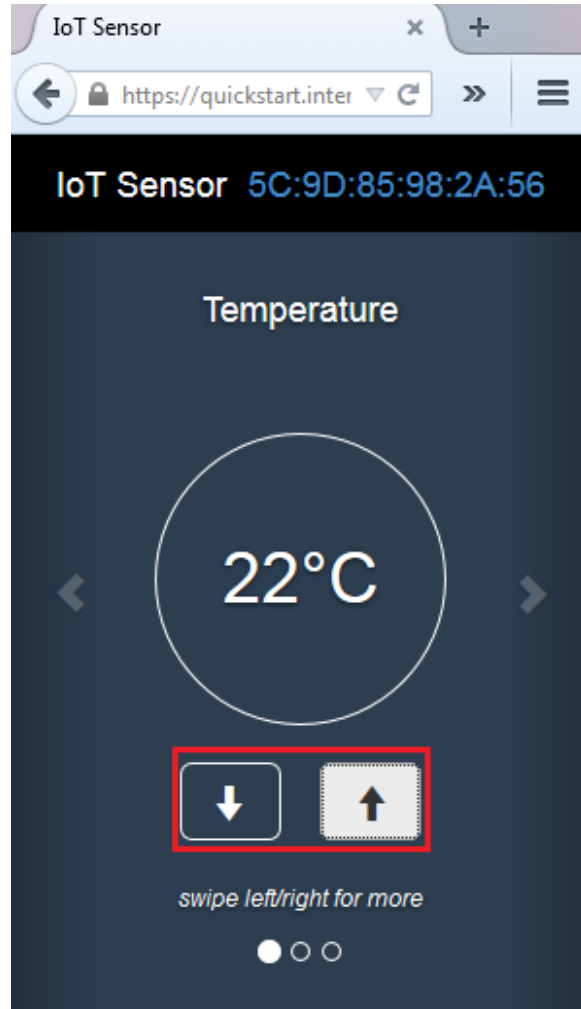 IoT Sensor
https://quickstart.inter
IoT Sensor 5C:9D:85:98:2A:56
Temperature
22°C
swipe left/right for more